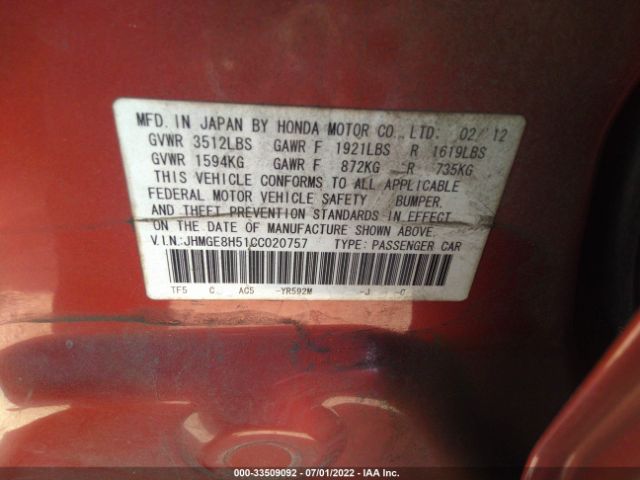 MFD. IN JAPAN BY HONDA MOTOR CO., LTD. 02/12
GVWR 3512LBS GAWR F 1921LBS R 1619LBS
GVWR 1594KG GAWR F 872KG R 735KG
THIS VEHICLE CONFORMS TO ALL APPLICABLE
FEDERAL MOTOR VEHICLE SAFETY BUMPER,
AND THEFT PREVENTION STANDARDS IN EFFECT
ON THE DATE OF MANUFACTURE SHOWN ABOVE.
V.I.N.:JHMGE8H51CC020757 TYPE: PASSENGER CAR
TF5 C AC5 -YR592M -J
000-33509092 - 07/01/2022 - IAA Inc.